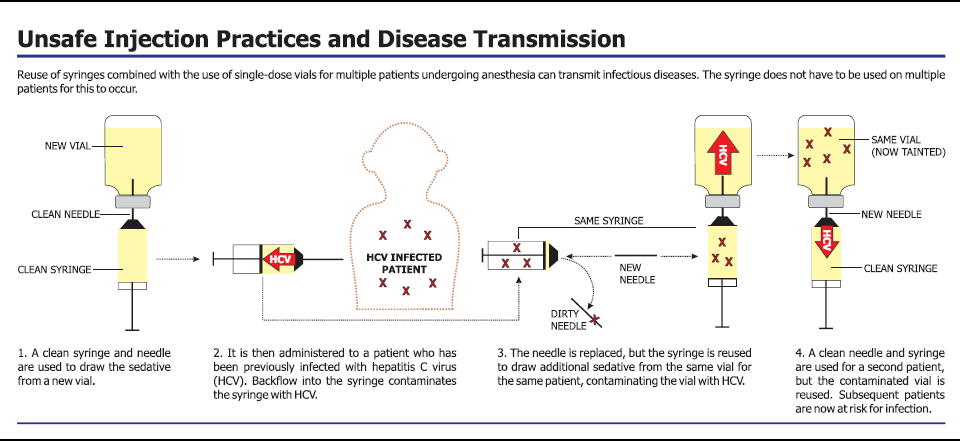 Unsafe Injection Practices and Disease Transmission
Reuse of syringes combined with the use of single-dose vials for multiple patients undergoing anesthesia can transmit infectious diseases. The syringe does not have to be used on multiple
patients for this to occur.
NEW VIAL
CLEAN NEEDLE
CLEAN SYRINGE
HCV
HCV INFECTED
PATIENT
SAME SYRINGE
NEW
NEEDLE
DIRTY
NEEDLE
HCV
SAME VIAL
(NOW TAINTED)
NEW NEEDLE
HCV
CLEAN SYRINGE
1. A clean syringe and needle
are used to draw the sedative
from a new vial.
2. It is then administered to a patient who has
been previously infected with hepatitis C virus
(HCV). Backflow into the syringe contaminates
the syringe with HCV.
3. The needle is replaced, but the syringe is reused
to draw additional sedative from the same vial for
the same patient, contaminating the vial with HCV.
4. A clean needle and syringe
are used for a second patient,
but the contaminated vial is
reused. Subsequent patients
are now at risk for infection.